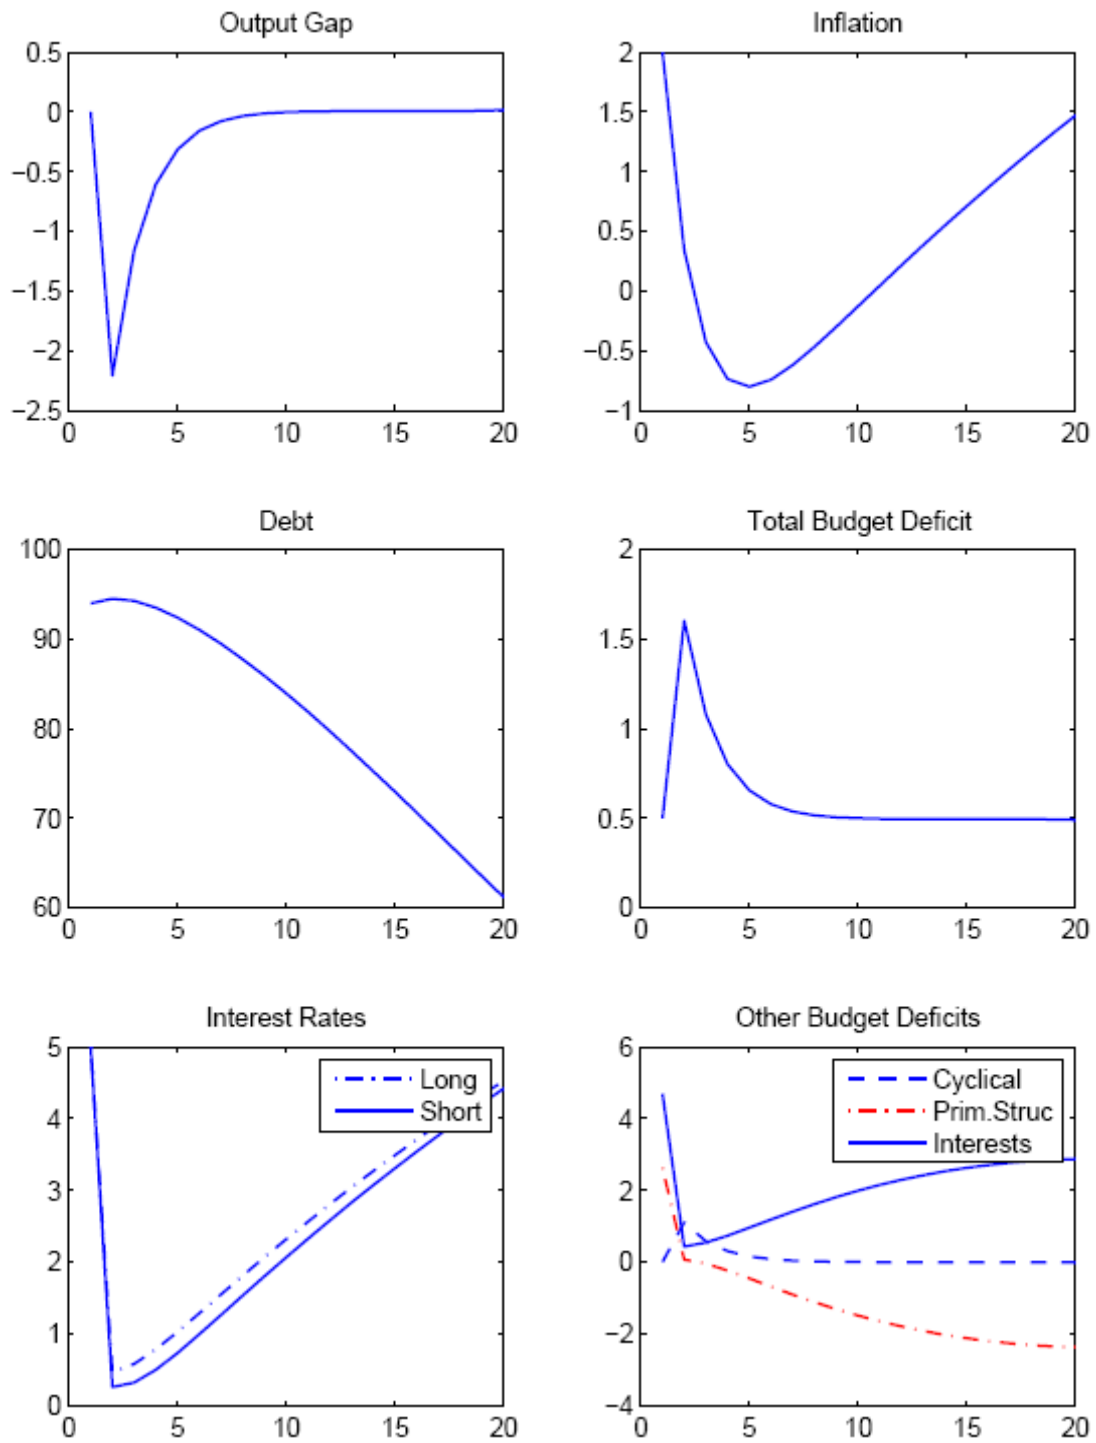 Output Gap
0.5
0
−0.5
−1
−1.5
−2
−2.5
0 5 10 15 20
Inflation
2
1.5
1
0.5
0
−0.5
−1
0 5 10 15 20
Debt
100
90
80
70
60
0 5 10 15 20
Total Budget Deficit
2
1.5
1
0.5
0
0 5 10 15 20
Interest Rates
5
4
3
2
1
0
0 5 10 15 20
Long
Short
Other Budget Deficits
6
4
2
0
−2
−4
0 5 10 15 20
Cyclical
Prim.Struc
Interests